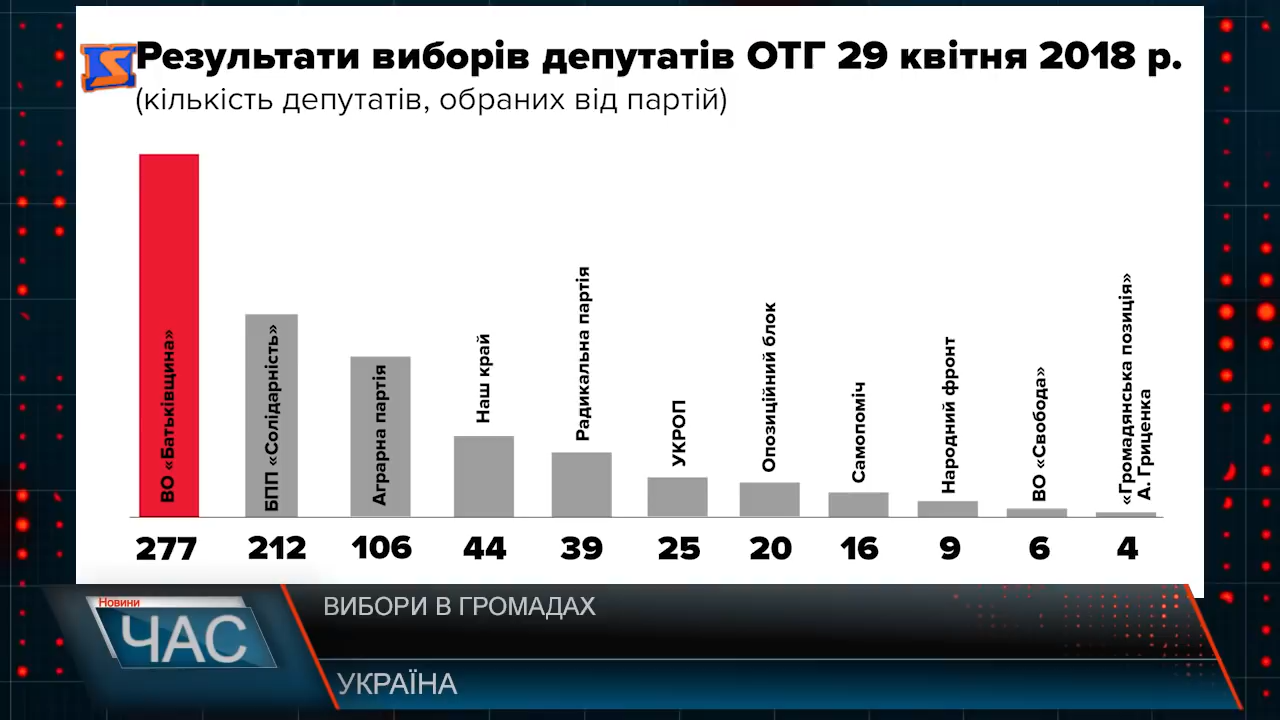 Результати виборів депутатів ОТГ 29 квітня 2018 р.
(кількість депутатів, обраних від партій)
ВО «Батьківщина»
БПП «Солідарність»
Аграрна партія
Наш край
Радикальна партія
УКРОП
Опозиційний блок
Самопоміч
Народний фронт
ВО «Свобода»
«Громадянська позиція»
А. Гриценка
277 212 106 44 39 25 20 16 9 6 4
Новини
ЧАС
ВИБОРИ В ГРОМАДАХ
УКРАЇНА